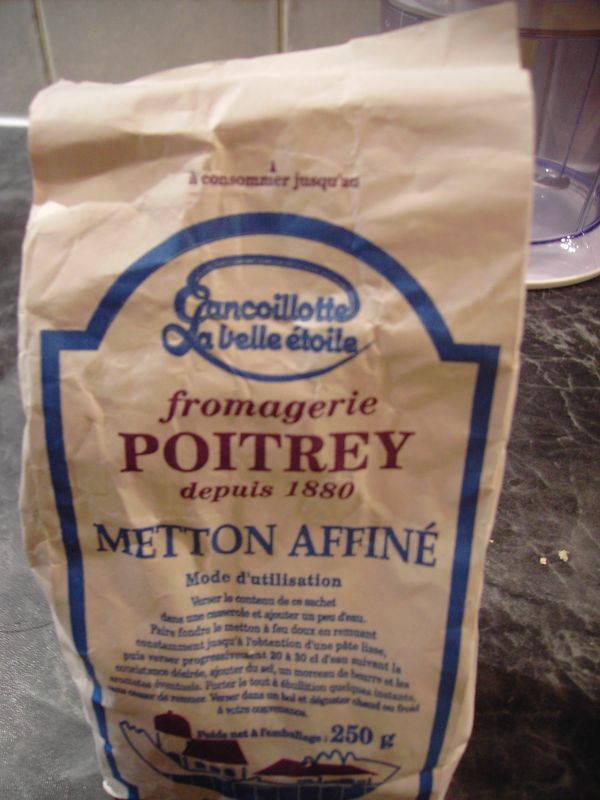 à consommer jusqu'au
Cancoillotte
La belle étoile
fromagerie
POITREY
depuis 1880
METTON AFFINÉ
Mode d'utilisation
Verser le contenu de ce sachet
dans une casserole et ajouter un peu d'eau.
Faire fondre le metton à feu doux en remuant
constamment jusqu'à l'obtention d'une pâte lisse,
puis verser progressivement 20 à 30 cl d'eau suivant la
consistance désirée, ajouter du sel, un morceau de beurre et les
aromates éventuels. Porter le tout à ébullition quelques instants,
sans cesser de remuer. Verser dans un bol et déguster chaud ou froid
à votre convenance.
Poids net à l'emballage : 250 g